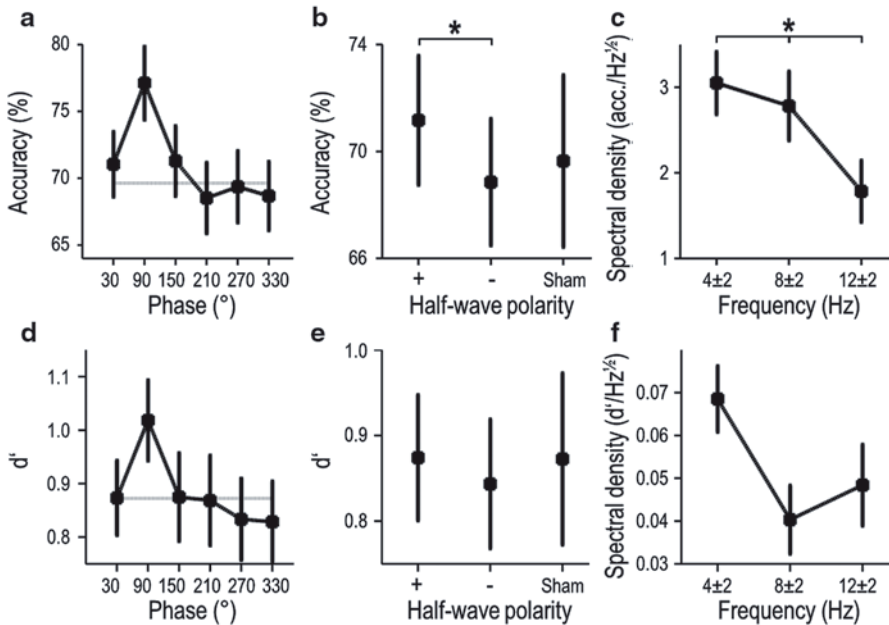 a
80
75
70
65
Accuracy (%)
30 90 150 210 270 330
Phase (°)
b
*
74
70
66
Accuracy (%)
+ - Sham
Half-wave polarity
c
*
3
2
1
Spectral density (acc./Hz½)
4±2 8±2 12±2
Frequency (Hz)
d
1.1
1.0
0.9
0.8
d'
30 90 150 210 270 330
Phase (°)
e
1.0
0.9
0.8
d'
+ - Sham
Half-wave polarity
f
0.07
0.06
0.05
0.04
0.03
Spectral density (d'/Hz½)
4±2 8±2 12±2
Frequency (Hz)